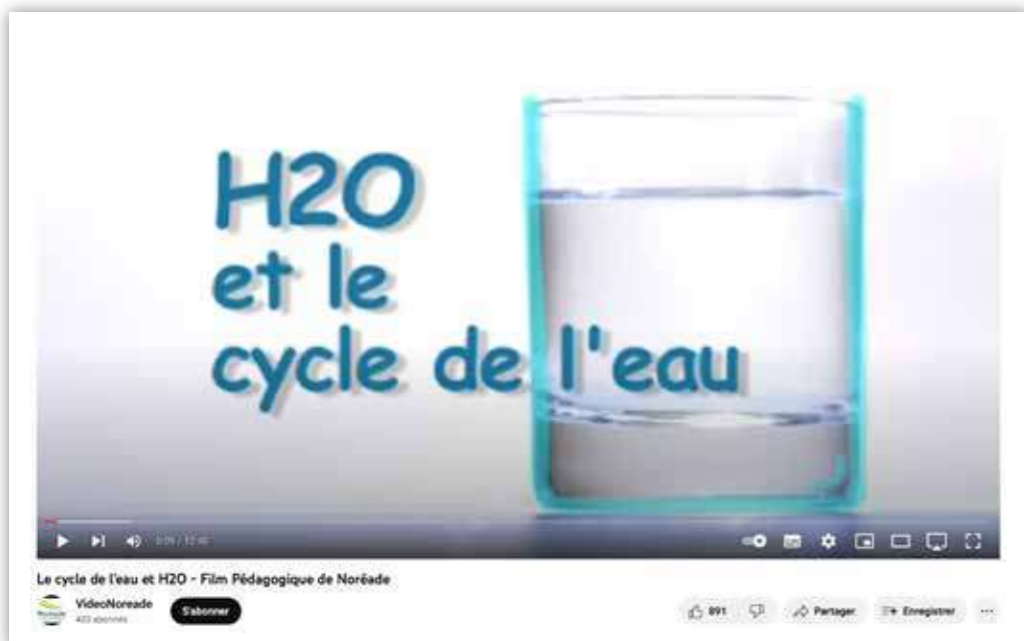 H2O
et le
cycle de l'eau
Le cycle de l'eau et H2O - Film Pédagogique de Noréade
VideoNoreade
S'abonner
891
Partager
Enregistrer